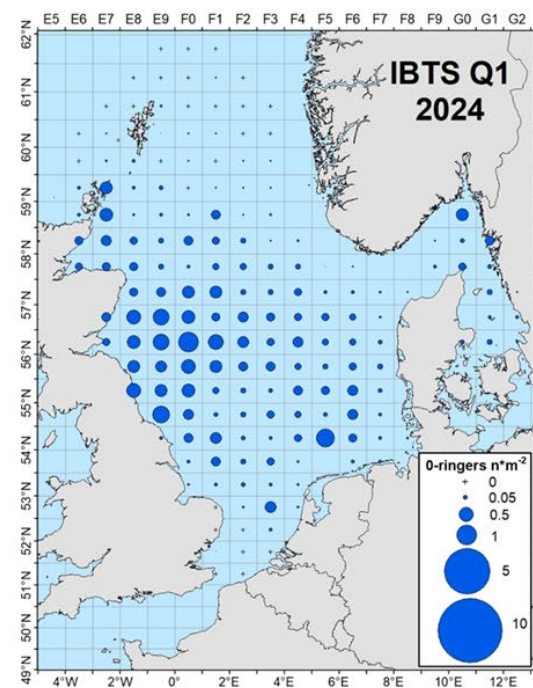 E5 E6 E7 E8 E9 F0 F1 F2 F3 F4 F5 F6 F7 F8 F9 G0 G1 G2
IBTS Q1
2024
62°N
61°N
60°N
59°N
58°N
57°N
56°N
55°N
54°N
53°N
52°N
51°N
50°N
49°N
0-ringers n*m-2
0
0.05
0.5
1
5
10
4°W 2°W 0° 2°E 4°E 6°E 8°E 10°E 12°E